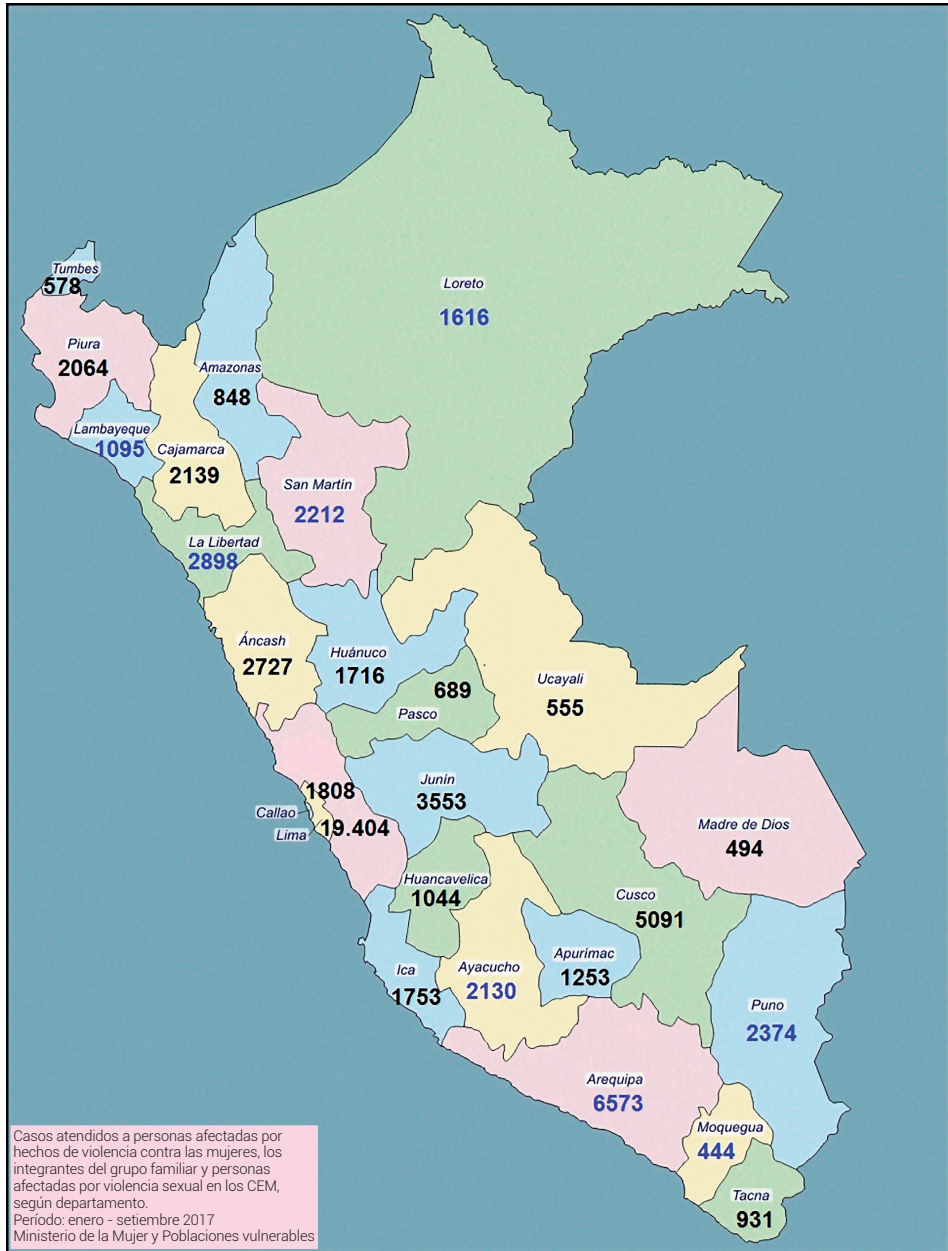 Tumbes
578
Loreto
1616
Piura
2064
Amazonas
848
Lambayeque
1095
Cajamarca
2139
San Martín
2212
La Libertad
2898
Áncash
2727
Huánuco
1716
689
Pasco
Ucayali
555
Junín
3553
1808
Callao
Lima
19.404
Madre de Dios
494
Huancavelica
1044
Cusco
5091
Apurímac
1253
Ica
1753
Ayacucho
2130
Puno
2374
Arequipa
6573
Moquegua
444
Tacna
931
Casos atendidos a personas afectadas por
hechos de violencia contra las mujeres, los
integrantes del grupo familiar y personas
afectadas por violencia sexual en los CEM,
según departamento.
Período: enero - setiembre 2017
Ministerio de la Mujer y Poblaciones vulnerables